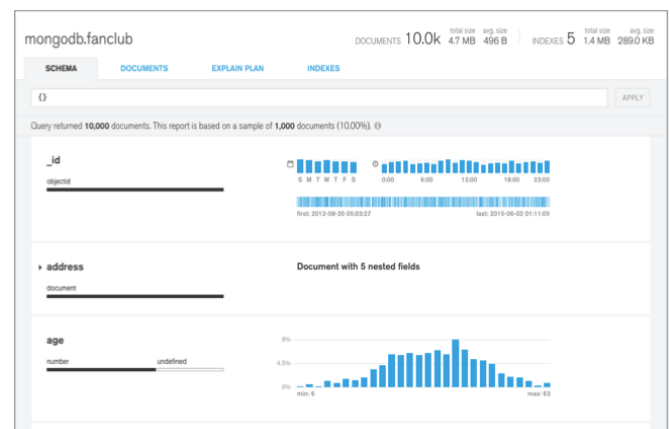 mongodb.fanclub
DOCUMENTS 10.0k total size 4.7 MB avg. size 496 B INDEXES 5 total size 1.4 MB avg. size 289.0 KB
SCHEMA DOCUMENTS EXPLAIN PLAN INDEXES
{} APPLY
Query returned 10,000 documents. This report is based on a sample of 1,000 documents (10.00%).
_id
objectid
S M T W T F S 0:00 6:00 12:00 18:00 23:00
first: 2012-08-20 05:03:27 last: 2015-06-02 01:11:05
address Document with 5 nested fields
document
age
number undefined
9%
4.5%
0%
min: 6 max: 63